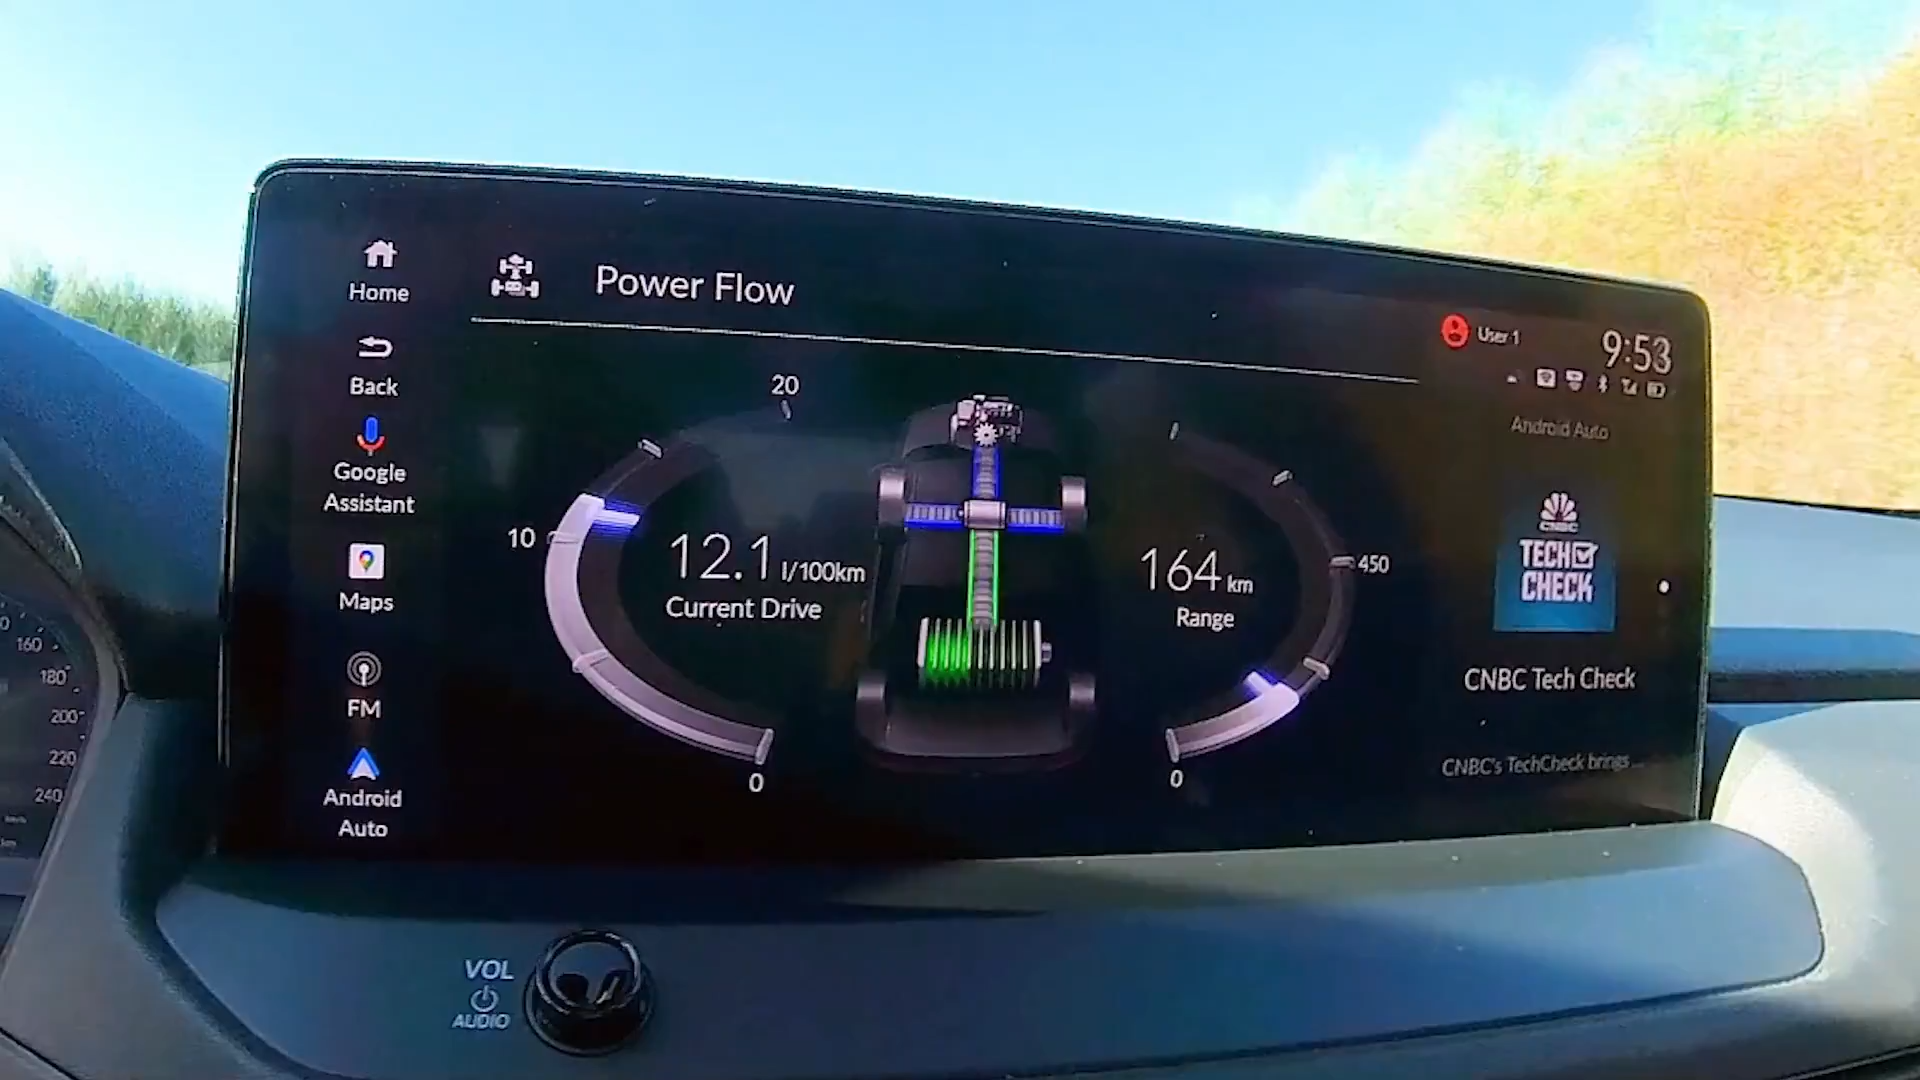 Home
Back
Google
Assistant
Maps
FM
Android
Auto
Power Flow
20
10
12.1 l/100km
Current Drive
0
164 km
Range
450
0
User 1
9:53
Android Auto
CNBC
TECH
CHECK
CNBC Tech Check
CNBC's TechCheck brings...
160
180
200
220
240
VOL
AUDIO